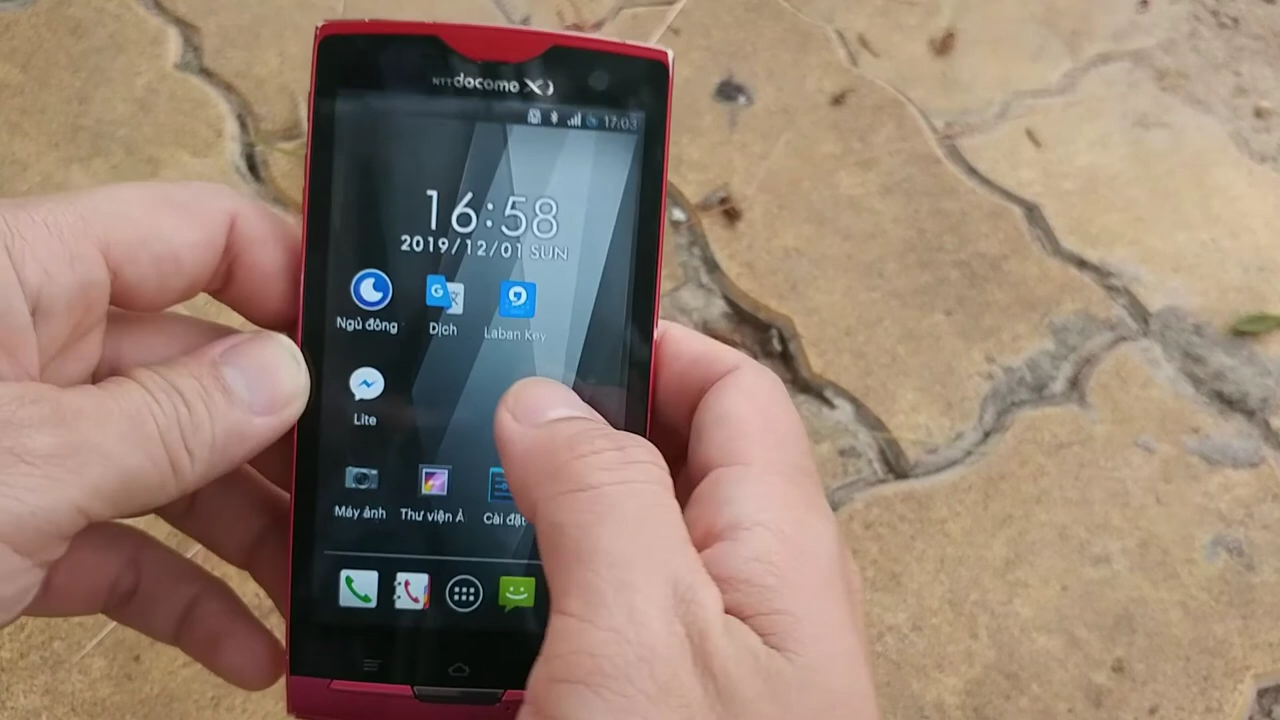 NTT docomo Xi
17:03
16:58
2019/12/01 SUN
Ngủ đông
Dịch
Laban Key
Lite
Máy ảnh
Thư viện Ả
Cài đặt